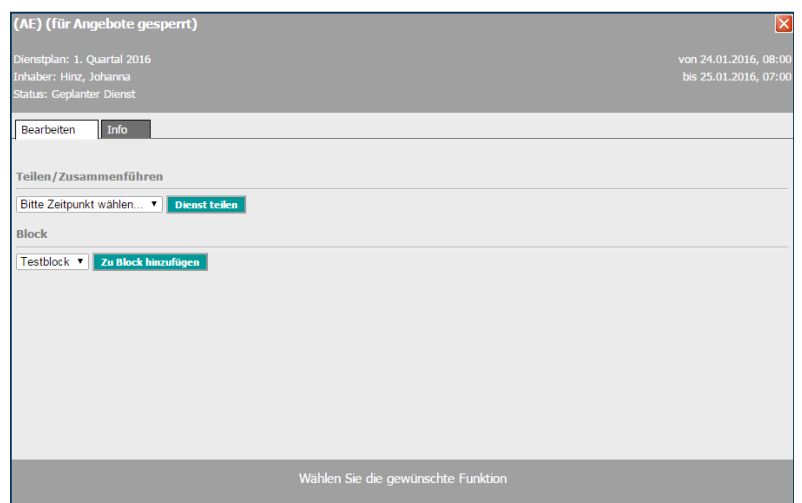 (AE) (für Angebote gesperrt)
Dienstplan: 1. Quartal 2016
von 24.01.2016, 08:00
Inhaber: Hinz, Johanna
bis 25.01.2016, 07:00
Status: Geplanter Dienst
Bearbeiten Info
Teilen/Zusammenführen
Bitte Zeitpunkt wählen... Dienst teilen
Block
Testblock Zu Block hinzufügen
Wählen Sie die gewünschte Funktion